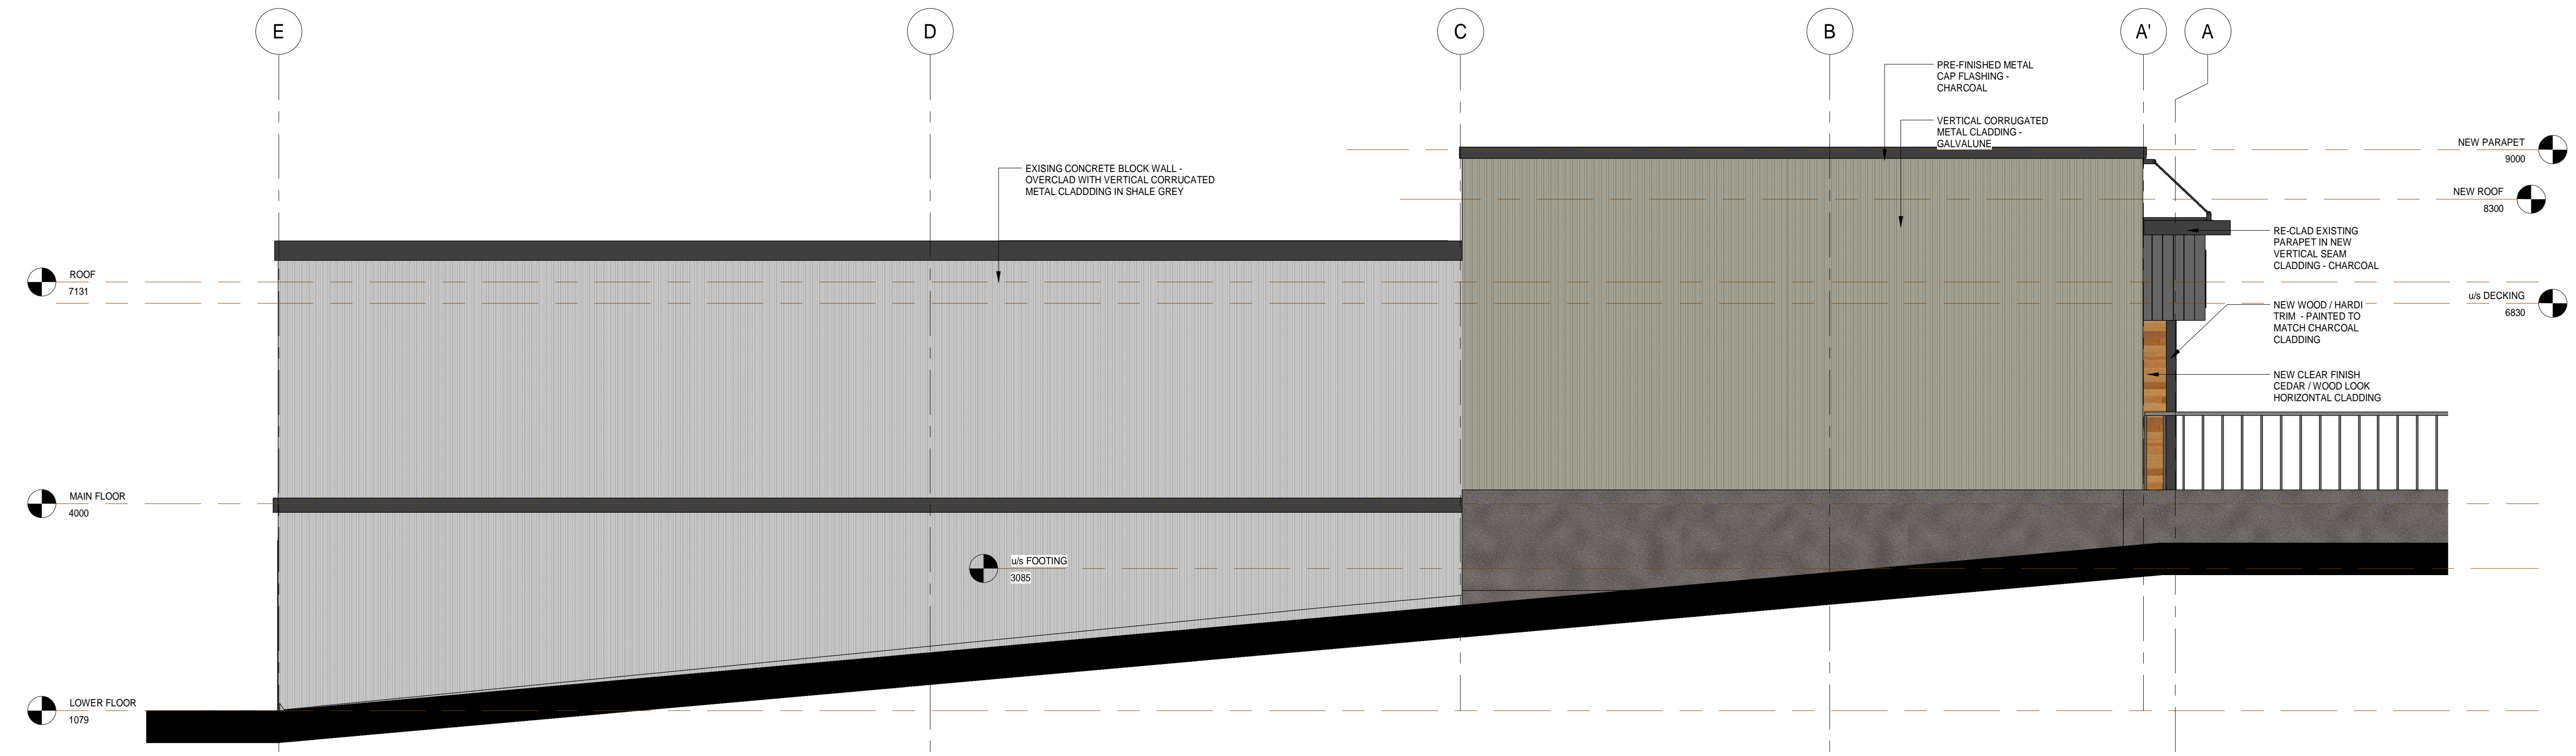 E
D
C
B
A'
A
PRE-FINISHED METAL
CAP FLASHING -
CHARCOAL
VERTICAL CORRUGATED
METAL CLADDING -
GALVALUNE
EXISING CONCRETE BLOCK WALL -
OVERCLAD WITH VERTICAL CORRUCATED
METAL CLADDDING IN SHALE GREY
NEW PARAPET
9000
NEW ROOF
8300
RE-CLAD EXISTING
PARAPET IN NEW
VERTICAL SEAM
CLADDING - CHARCOAL
ROOF
7131
u/s DECKING
6830
NEW WOOD / HARDI
TRIM - PAINTED TO
MATCH CHARCOAL
CLADDING
NEW CLEAR FINISH
CEDAR / WOOD LOOK
HORIZONTAL CLADDING
MAIN FLOOR
4000
u/s FOOTING
3085
LOWER FLOOR
1079